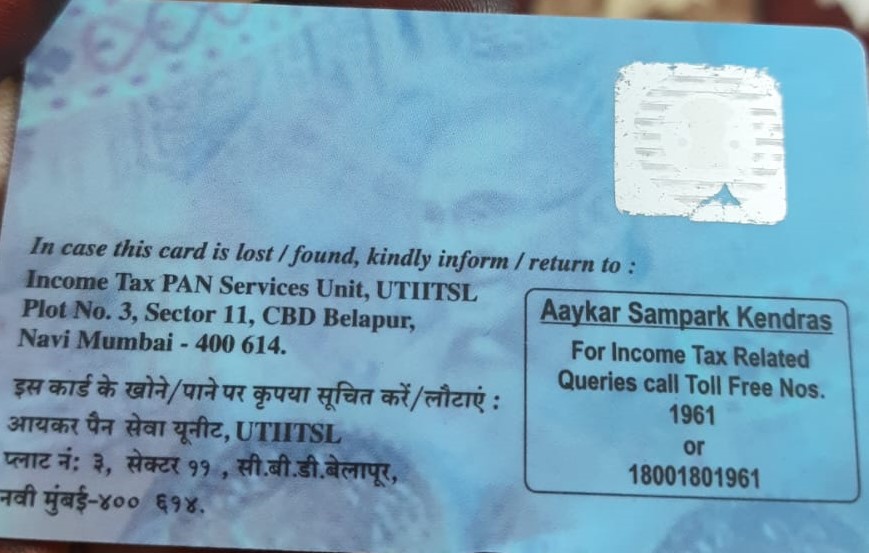 In case this card is lost / found, kindly inform / return to :
Income Tax PAN Services Unit, UTIITSL
Plot No. 3, Sector 11, CBD Belapur,
Navi Mumbai - 400 614.
इस कार्ड के खोने/पाने पर कृपया सूचित करें/लौटाएं :
आयकर पैन सेवा यूनीट, UTIITSL
प्लाट नं: ३, सेक्टर ११ , सी.बी.डी.बेलापूर,
नवी मुंबई-४०० ६१४.
Aaykar Sampark Kendras
For Income Tax Related
Queries call Toll Free Nos.
1961
or
18001801961